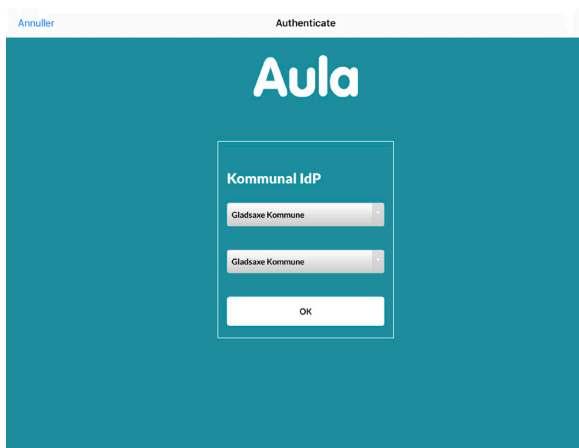 Annuller
Authenticate
Aula
Kommunal IdP
Gladsaxe Kommune
Gladsaxe Kommune
OK